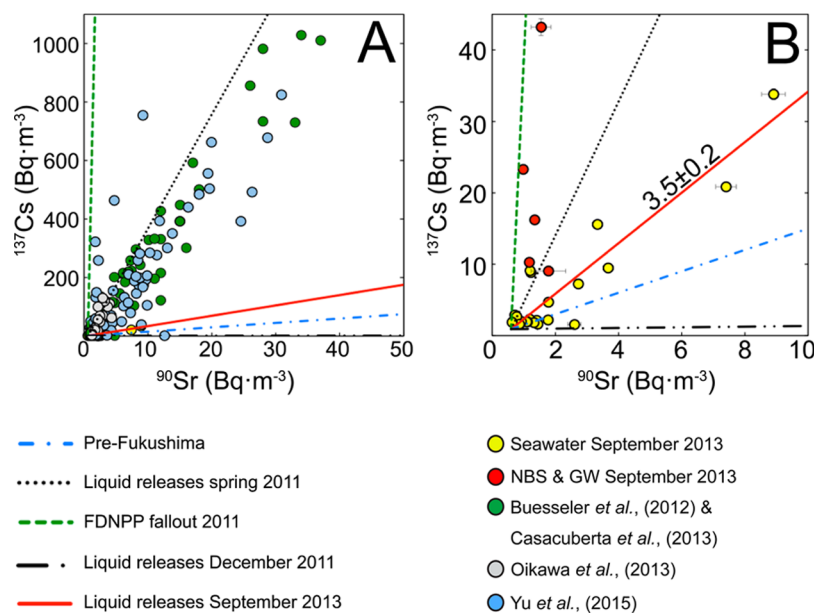 A
B
1000
800
600
400
200
¹³⁷Cs (Bq·m⁻³)
0 10 20 30 40 50
⁹⁰Sr (Bq·m⁻³)
40
30
20
10
¹³⁷Cs (Bq·m⁻³)
3.5±0.2
0 2 4 6 8 10
⁹⁰Sr (Bq·m⁻³)
Pre-Fukushima
Liquid releases spring 2011
FDNPP fallout 2011
Liquid releases December 2011
Liquid releases September 2013
Seawater September 2013
NBS & GW September 2013
Buesseler et al., (2012) &
Casacuberta et al., (2013)
Oikawa et al., (2013)
Yu et al., (2015)